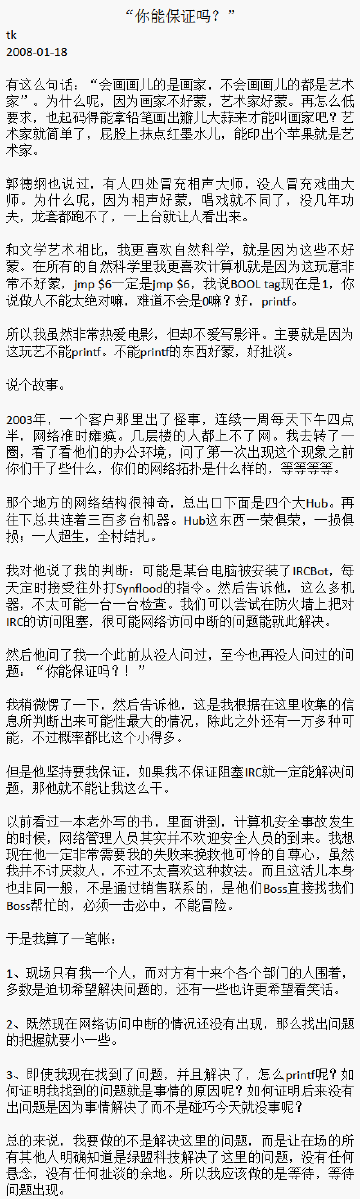 “你能保证吗？”
tk
2008-01-18
有这么句话：“会画画儿的是画家，不会画画儿的都是艺术
家”。为什么呢，因为画家不好蒙，艺术家好蒙。再怎么低
要求，也起码得能拿铅笔画出瓣儿大蒜来才能叫画家吧？艺
术家就简单了，屁股上抹点红墨水儿，能印出个苹果就是艺
术家。
郭德纲也说过，有人四处冒充相声大师，没人冒充戏曲大
师。为什么呢，因为相声好蒙，唱戏就不同了，没几年功
夫，龙套都跑不了，一上台就让人看出来。
和文学艺术相比，我更喜欢自然科学，就是因为这些不好
蒙。在所有的自然科学里我更喜欢计算机就是因为这玩意非
常不好蒙，jmp $6一定是jmp $6，我说BOOL tag现在是1，你
说做人不能太绝对嘛，难道不会是0嘛？好，printf。
所以我虽然非常热爱电影，但却不爱写影评。主要就是因为
这玩艺不能printf。不能printf的东西好蒙，好扯淡。
说个故事。
2003年，一个客户那里出了怪事，连续一周每天下午四点
半，网络准时瘫痪。几层楼的人都上不了网。我去转了一
圈，看了看他们的办公环境，问了第一次出现这个现象之前
你们干了些什么，你们的网络拓扑是什么样的，等等等等。
那个地方的网络结构很神奇，总出口下面是四个大Hub。再
往下总共连着三百多台机器。Hub这东西一荣俱荣，一损俱
损；一人超生，全村结扎。
我对他说了我的判断：可能是某台电脑被安装了IRCBot，每
天定时接受往外打Synflood的指令。然后告诉他，这么多机
器，不太可能一台一台检查。我们可以尝试在防火墙上把对
IRC的访问阻塞，很可能网络访问中断的问题能就此解决。
然后他问了我一个此前从没人问过，至今也再没人问过的问
题：“你能保证吗？！”
我稍微愣了一下，然后告诉他，这是我根据在这里收集的信
息所判断出来可能性最大的情况，除此之外还有一万多种可
能，不过概率都比这个小得多。
但是他坚持要我保证，如果我不保证阻塞IRC就一定能解决问
题，那他就不能让我这么干。
以前看过一本老外写的书，里面讲到，计算机安全事故发生
的时候，网络管理人员其实并不欢迎安全人员的到来。我想
现在他一定非常需要我的失败来挽救他可怜的自尊心，虽然
我并不讨厌救人，不过不太喜欢这种救法。而且这活儿本身
也非同一般，不是通过销售联系的，是他们Boss直接找我们
Boss帮忙的，必须一击必中，不能冒险。
于是我算了一笔帐：
1、现场只有我一个人，而对方有十来个各个部门的人围着，
多数是迫切希望解决问题的，还有一些也许更希望看笑话。
2、既然现在网络访问中断的情况还没有出现，那么找出问题
的把握就要小一些。
3、即使我现在找到了问题，并且解决了，怎么printf呢？如
何证明我找到的问题就是事情的原因呢？如何证明后来没有
出问题是因为事情解决了而不是碰巧今天就没事呢？
总的来说，我要做的不是解决这里的问题，而是让在场的所
有其他人明确知道是绿盟科技解决了这里的问题，没有任何
悬念，没有任何扯淡的余地。所以我应该做的是等待，等待
问题出现。